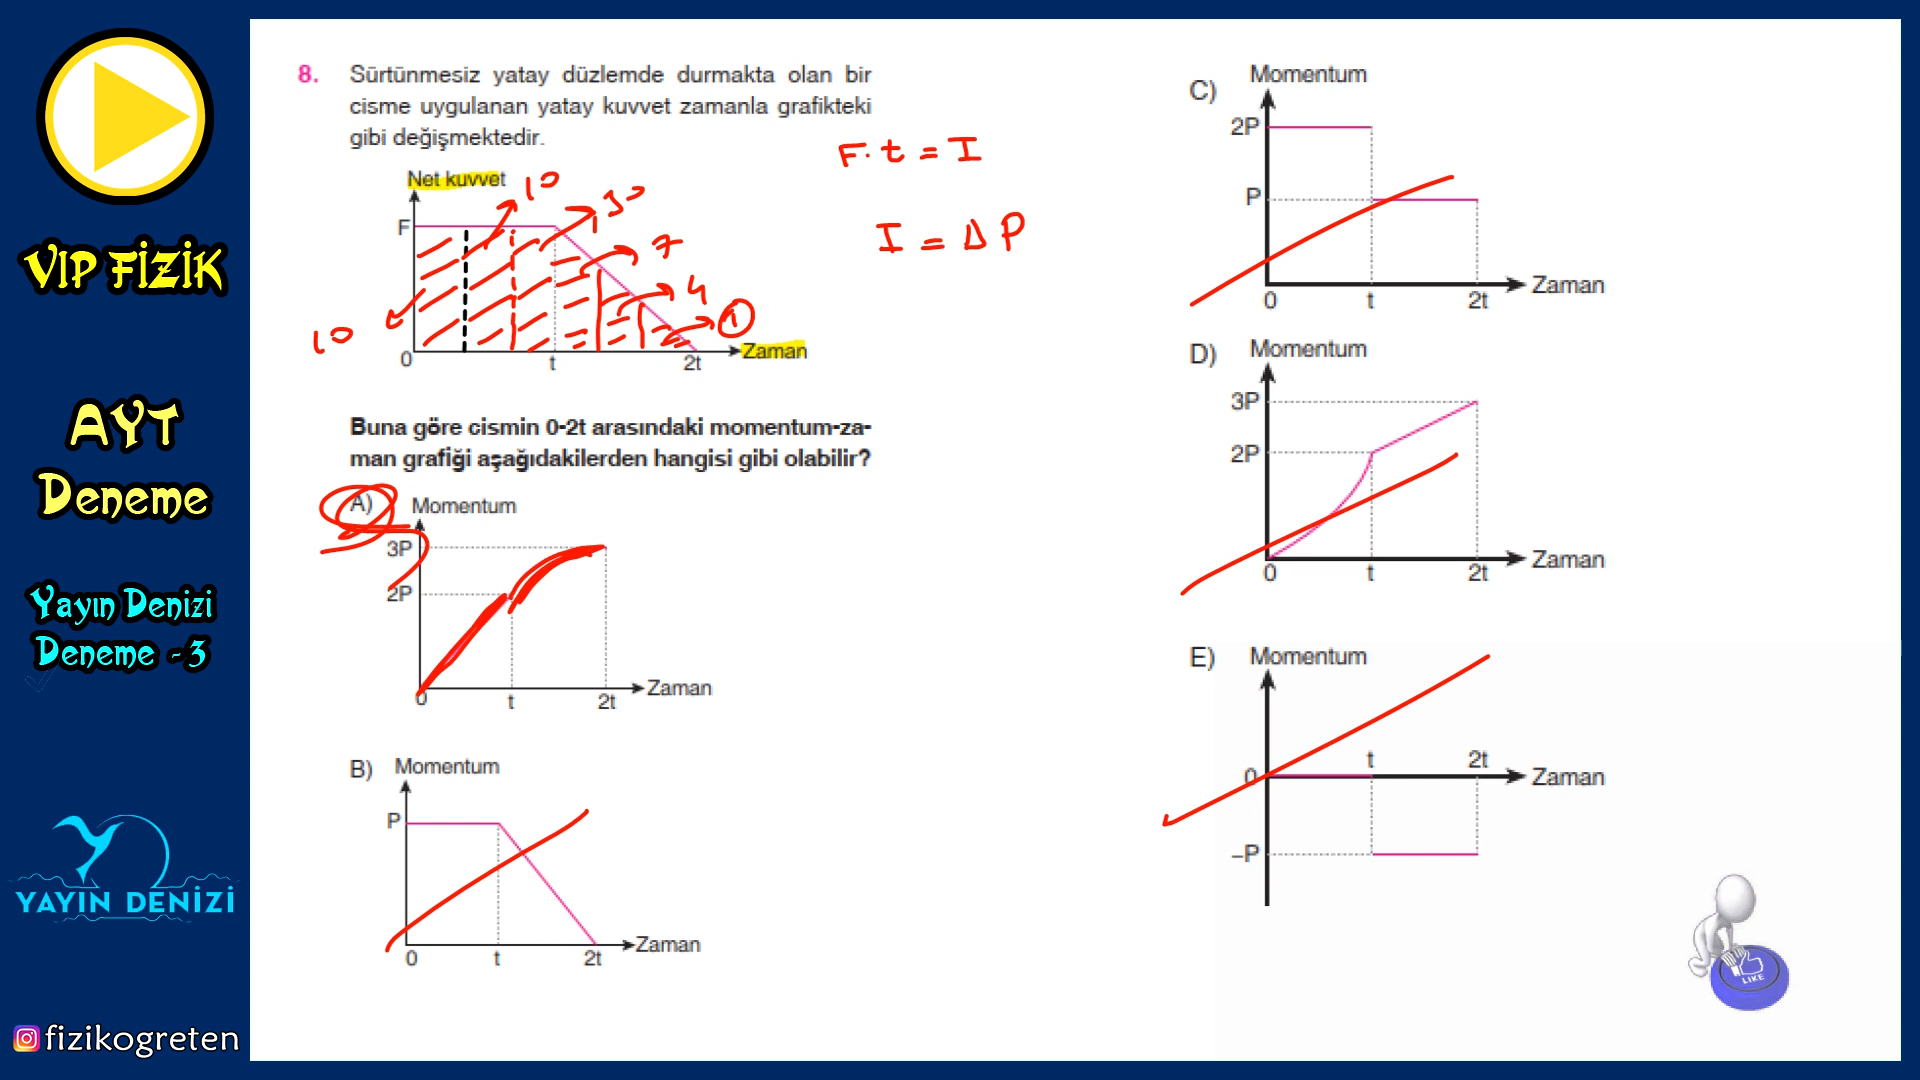 VIP FİZİK
AYT
Deneme
Yayın Denizi
Deneme - 3
YAYIN DENİZİ
fizikogreten
8. Sürtünmesiz yatay düzlemde durmakta olan bir
cisme uygulanan yatay kuvvet zamanla grafikteki
gibi değişmektedir.
Net kuvvet
F
0
t
2t
Zaman
10
10
30
7
4
1
F. t = I
I = Δ P
Buna göre cismin 0-2t arasındaki momentum-za-
man grafiği aşağıdakilerden hangisi gibi olabilir?
A) Momentum
3P
2P
0
t
2t
Zaman
B) Momentum
P
0
t
2t
Zaman
C) Momentum
2P
P
0
t
2t
Zaman
D) Momentum
3P
2P
0
t
2t
Zaman
E) Momentum
t
2t
0
Zaman
–P
LIKE